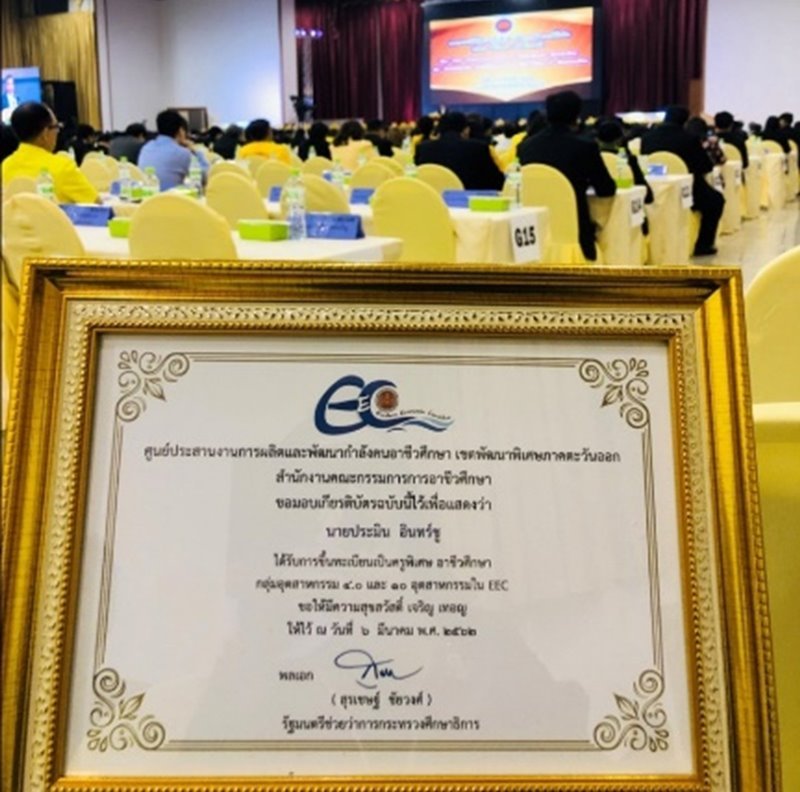 G15
EEC
ศูนย์ประสานงานการผลิตและพัฒนากำลังคนอาชีวศึกษา เขตพัฒนาพิเศษภาคตะวันออก
สำนักงานคณะกรรมการการอาชีวศึกษา
ขอมอบเกียรติบัตรฉบับนี้ไว้เพื่อแสดงว่า
นายประมิน อินทร์ชู
ได้รับการขึ้นทะเบียนเป็นครูพิเศษ อาชีวศึกษา
กลุ่มอุตสาหกรรม ๔.๐ และ ๑๐ อุตสาหกรรมใน EEC
ขอให้มีความสุขสวัสดิ์ เจริญ เทอญ
ให้ไว้ ณ วันที่ ๖ มีนาคม พ.ศ. ๒๕๖๒
พลเอก
( สุรเชษฐ์ ชัยวงศ์ )
รัฐมนตรีช่วยว่าการกระทรวงศึกษาธิการ